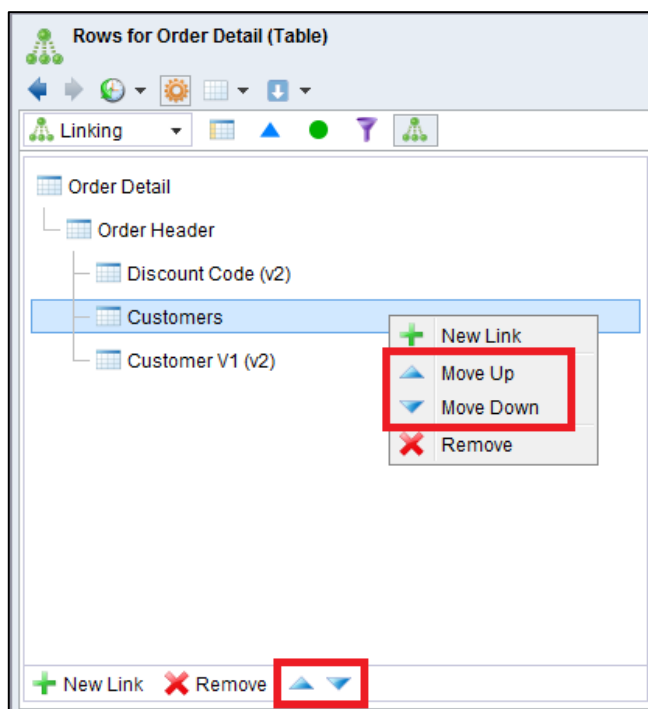 Rows for Order Detail (Table)
Linking
Order Detail
Order Header
Discount Code (v2)
Customers
Customer V1 (v2)
New Link
Move Up
Move Down
Remove
New Link Remove